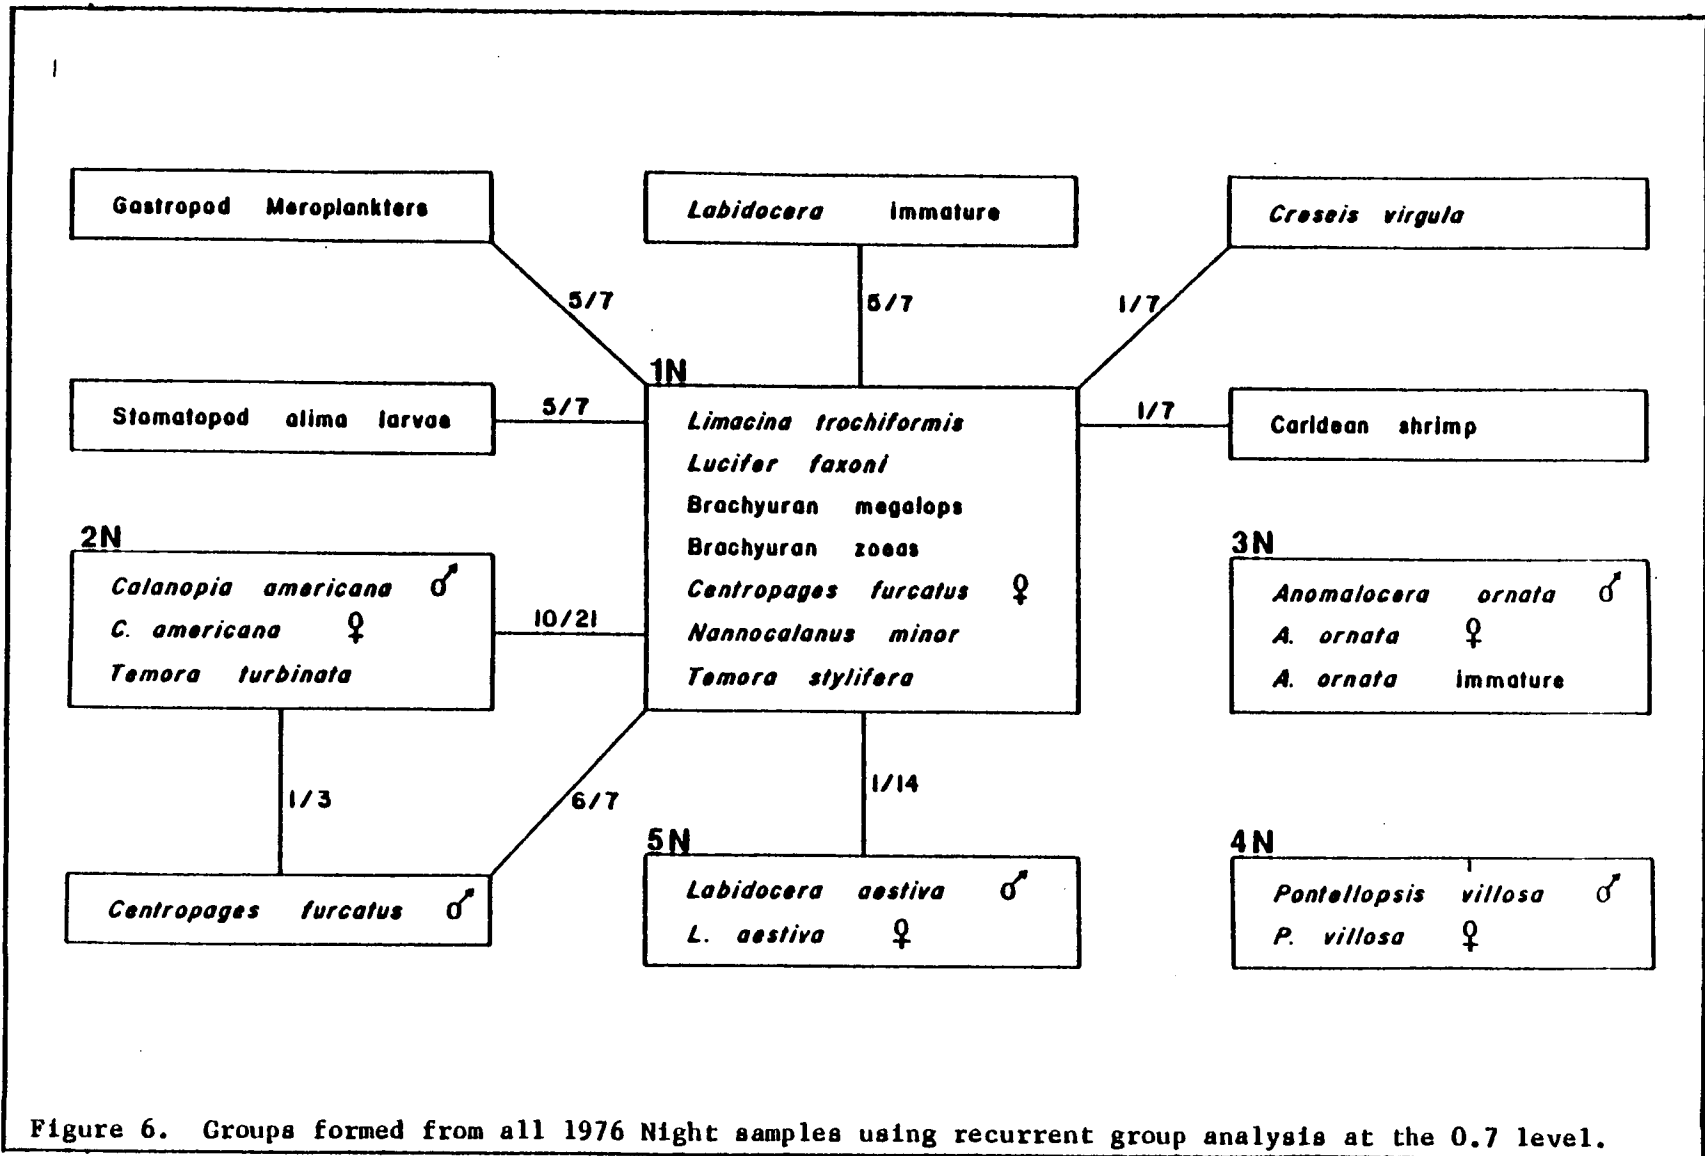 Gastropod Meroplankters
Labidocera immature
Creseis virgula
5/7
5/7
1/7
1N
Stomatopod alima larvae
5/7
Limacina trochiformis
Lucifer faxoni
Brachyuran megalops
Brachyuran zoeas
Centropages furcatus ♀
Nannocalanus minor
Temora stylifera
1/7
Caridean shrimp
2N
Calanopia americana ♂
C. americana ♀
Temora turbinata
10/21
3N
Anomalocera ornata ♂
A. ornata ♀
A. ornata immature
1/3
6/7
1/14
Centropages furcatus ♂
5N
Labidocera aestiva ♂
L. aestiva ♀
4N
Pontellopsis villosa ♂
P. villosa ♀
Figure 6. Groups formed from all 1976 Night samples using recurrent group analysis at the 0.7 level.